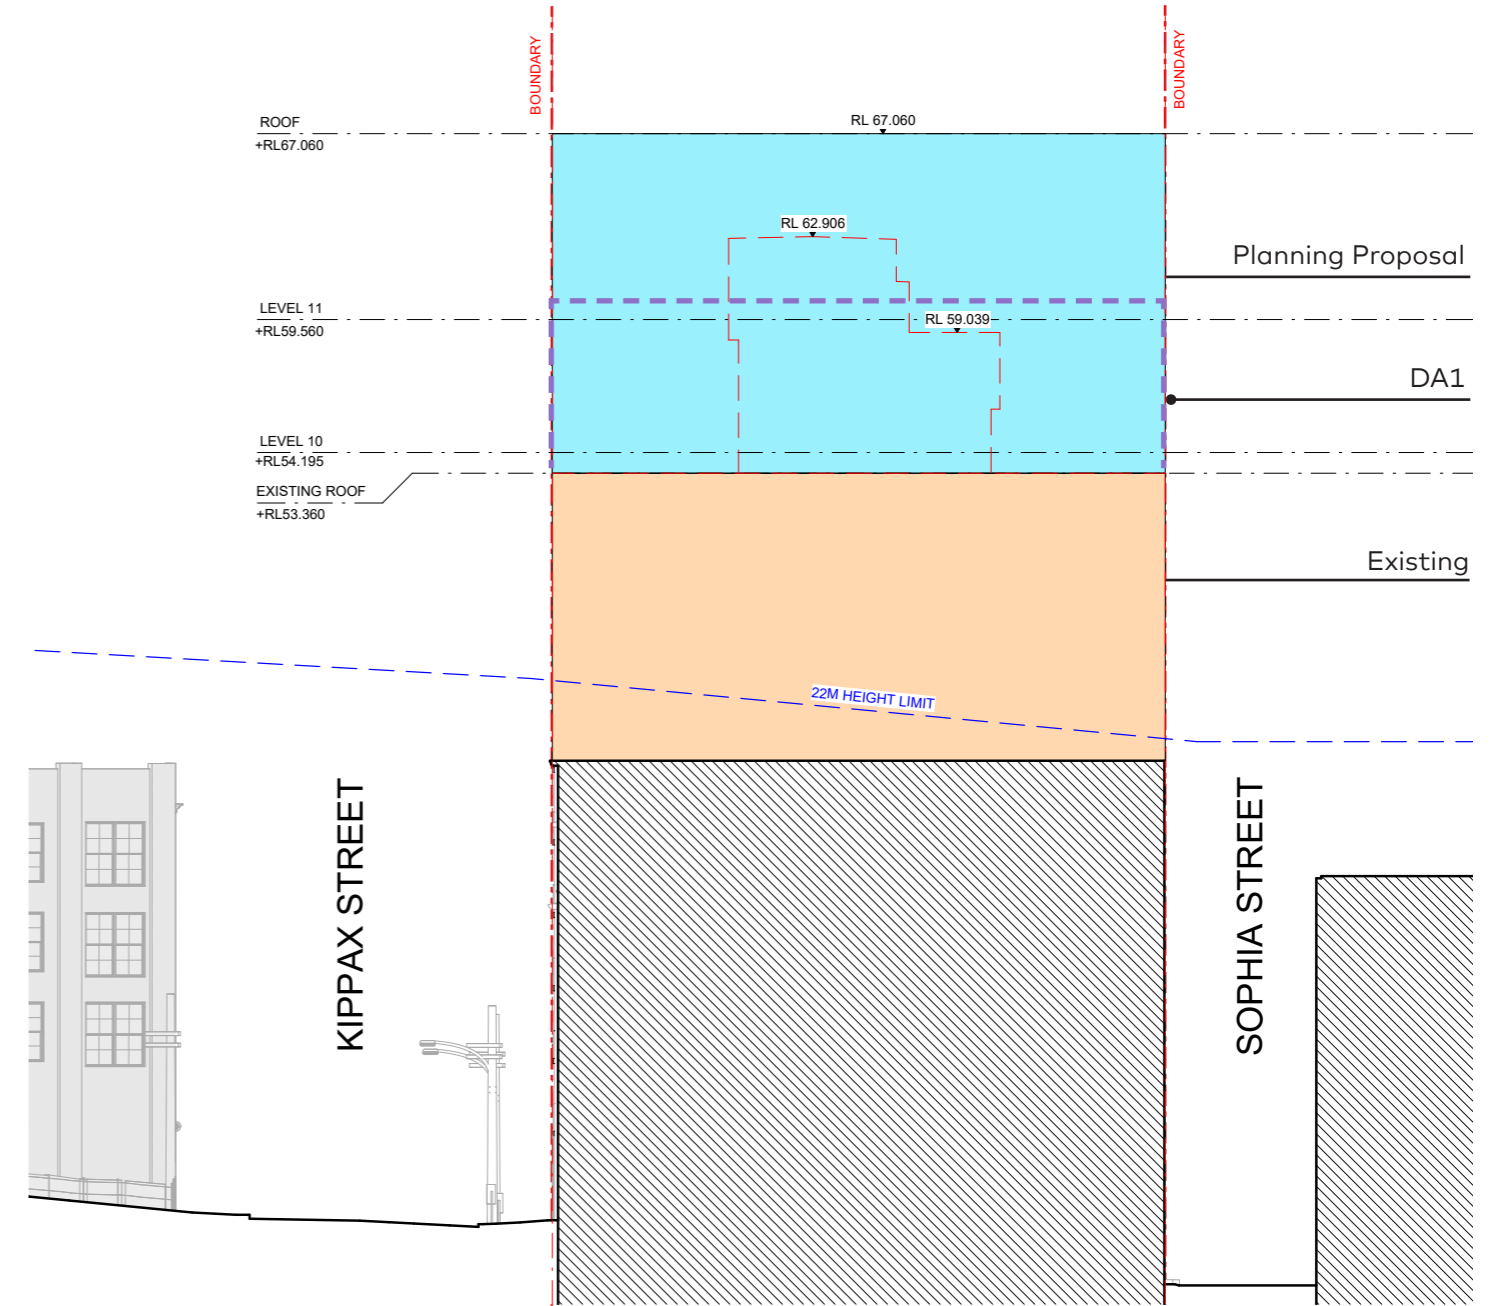 BOUNDARY
BOUNDARY
ROOF
+RL67.060
RL 67.060
RL 62.906
Planning Proposal
LEVEL 11
+RL59.560
RL 59.039
DA1
LEVEL 10
+RL54.195
EXISTING ROOF
+RL53.360
Existing
22M HEIGHT LIMIT
KIPPAX STREET
SOPHIA STREET